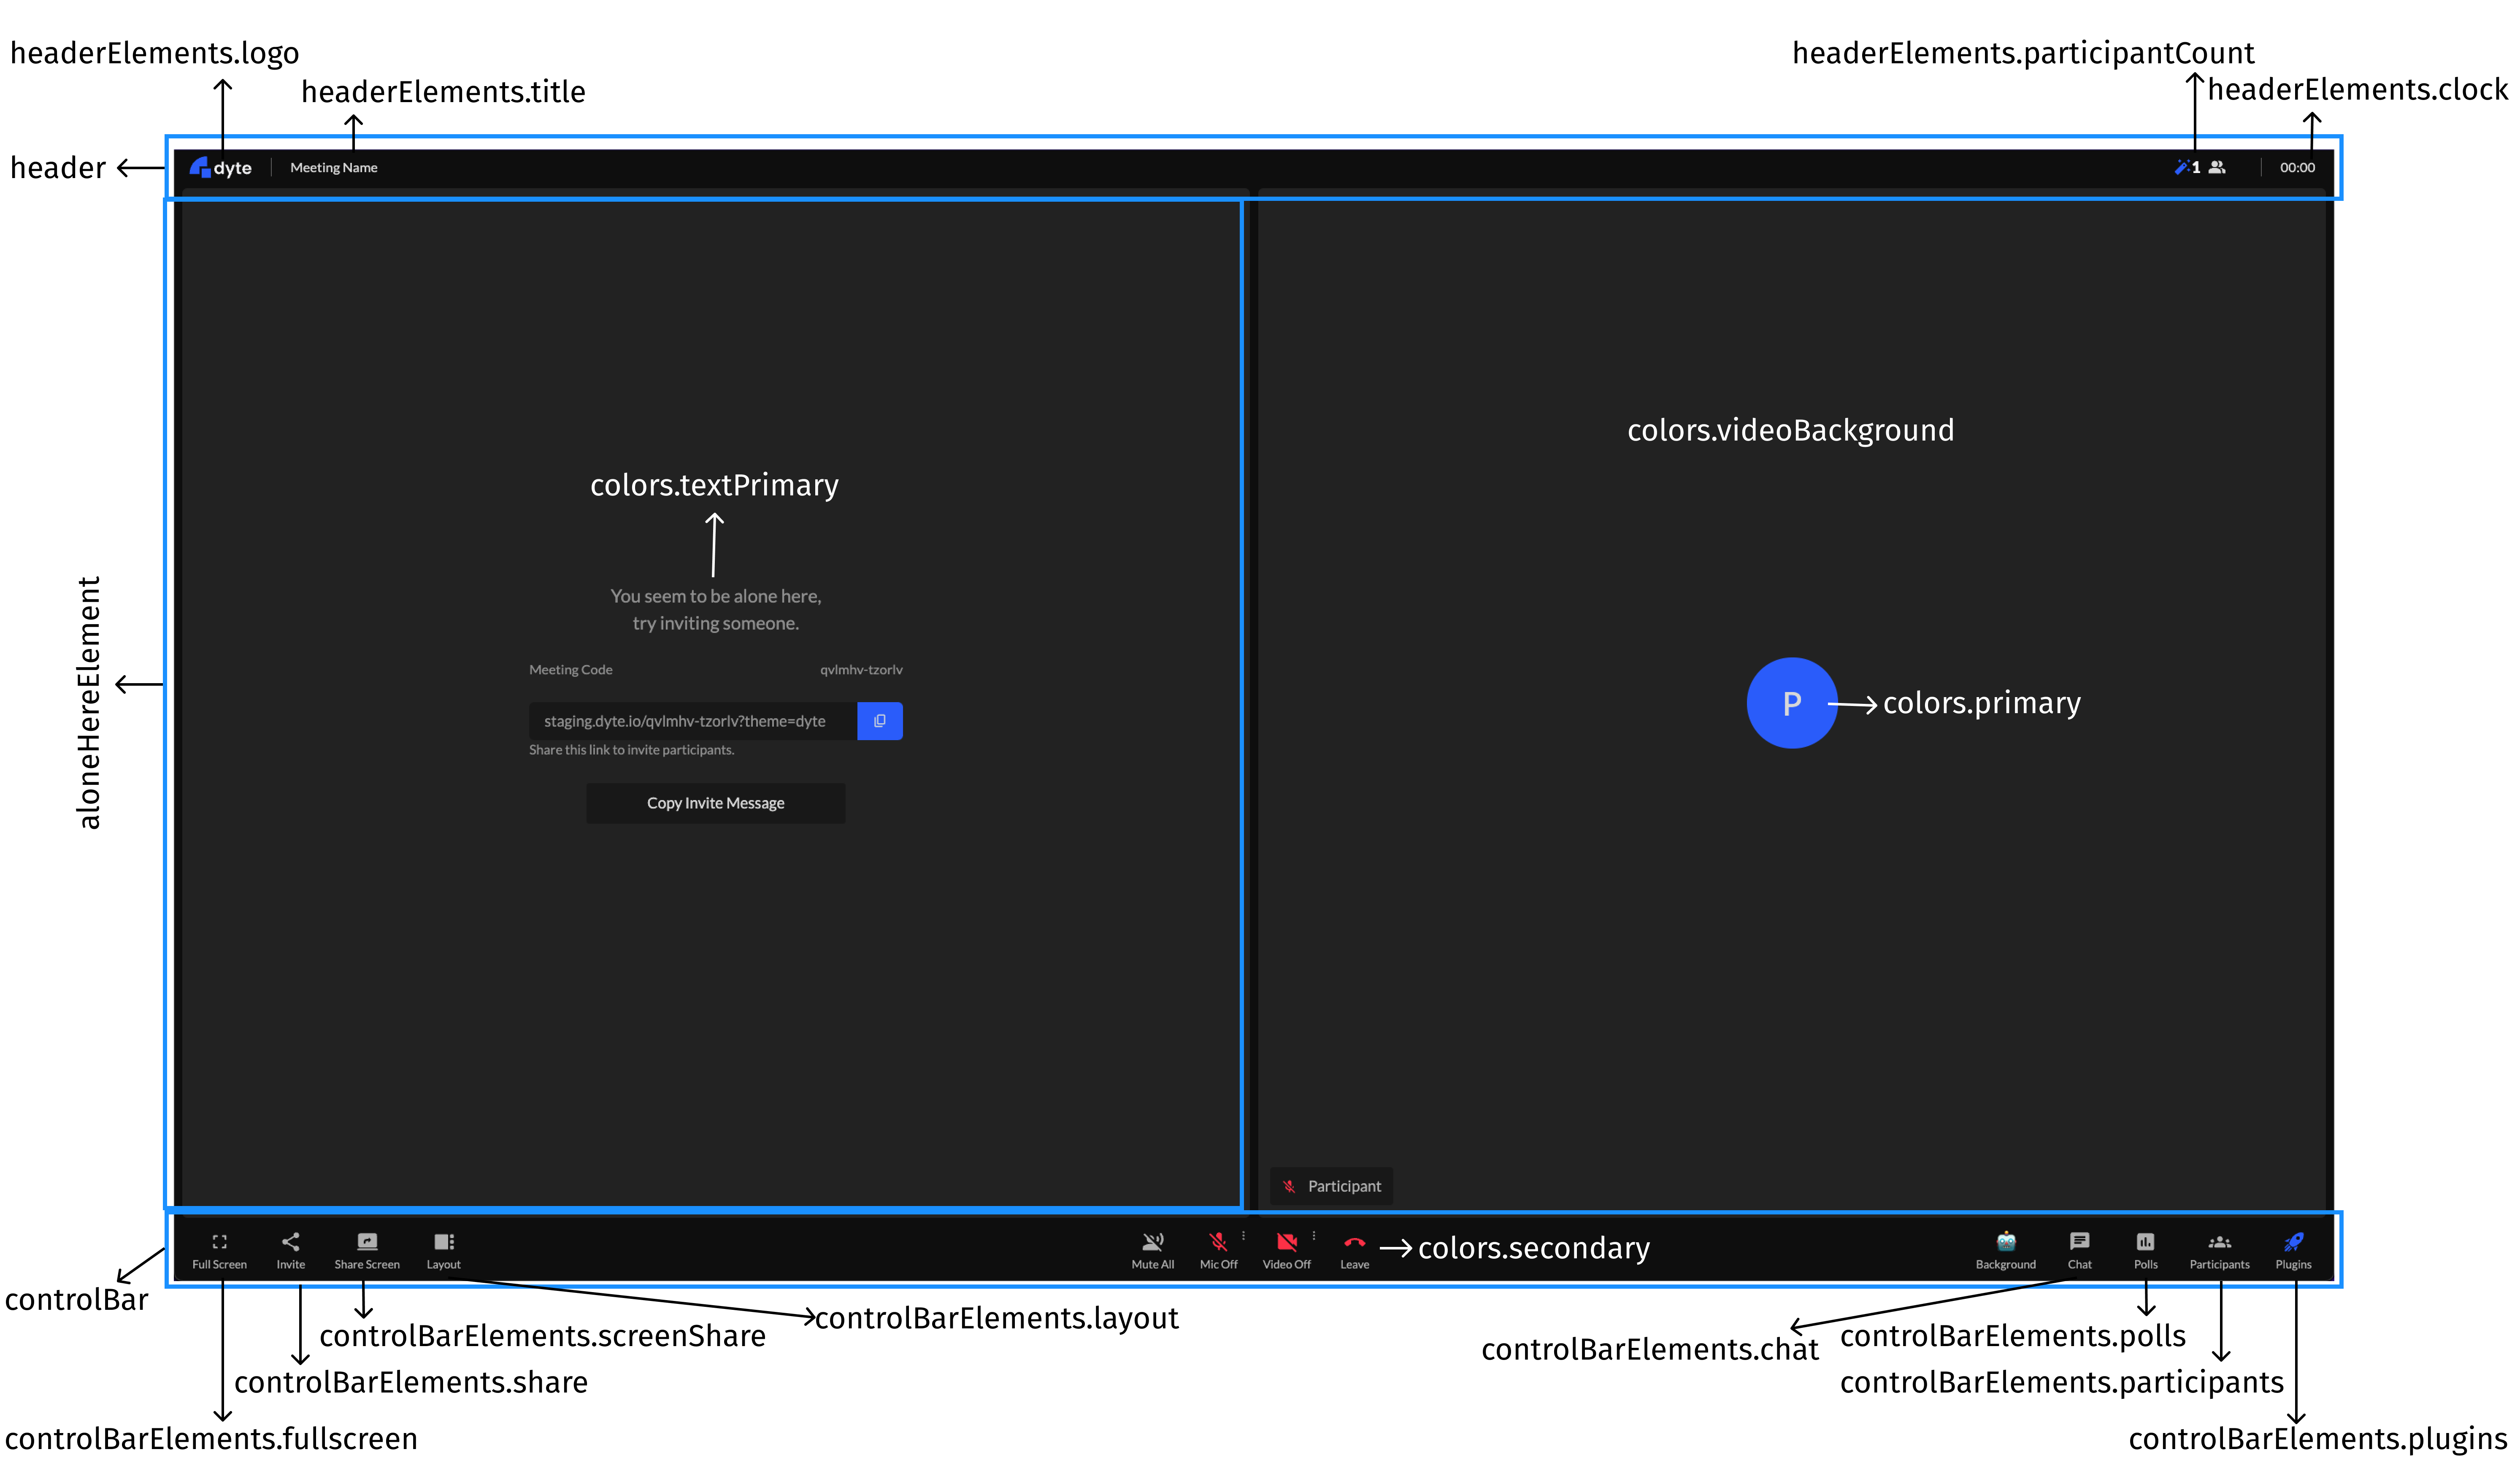 headerElements.logo
headerElements.title
headerElements.participantCount
headerElements.clock
header
dyte
Meeting Name
1
00:00
colors.videoBackground
colors.textPrimary
You seem to be alone here,
try inviting someone.
Meeting Code
qvlmhv-tzorlv
staging.dyte.io/qvlmhv-tzorlv?theme=dyte
Share this link to invite participants.
Copy Invite Message
aloneHereElement
P
colors.primary
Participant
Full Screen
Invite
Share Screen
Layout
Mute All
Mic Off
Video Off
Leave
colors.secondary
Background
Chat
Polls
Participants
Plugins
controlBar
controlBarElements.screenShare
controlBarElements.layout
controlBarElements.chat
controlBarElements.polls
controlBarElements.share
controlBarElements.participants
controlBarElements.fullscreen
controlBarElements.plugins